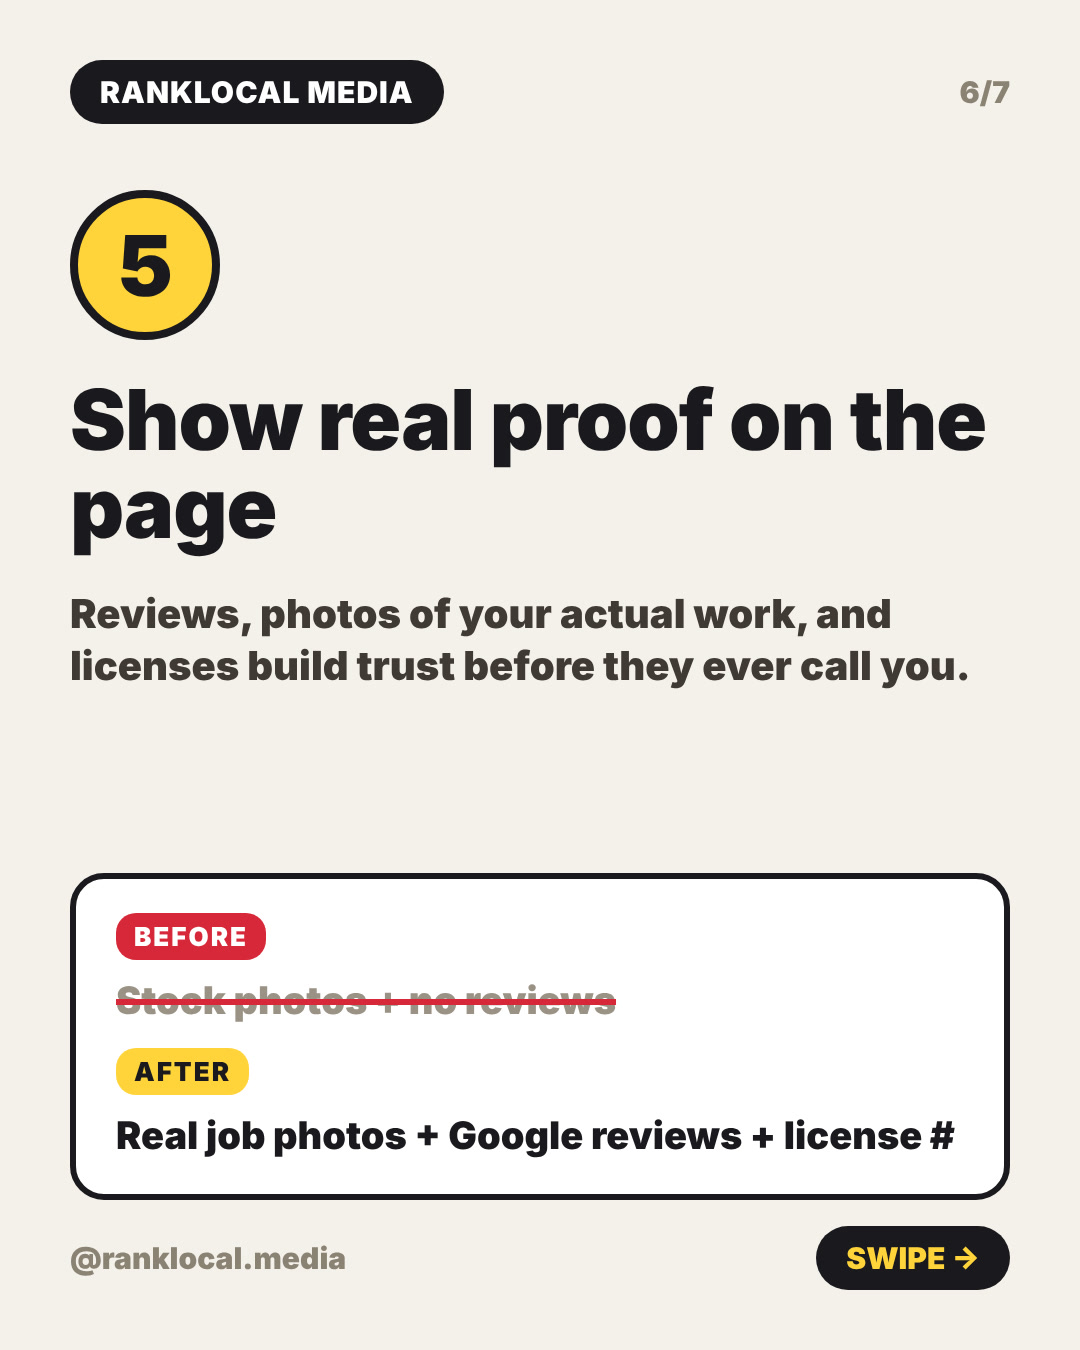 RANKLOCAL MEDIA
6/7
5
Show real proof on the
page
Reviews, photos of your actual work, and
licenses build trust before they ever call you.
BEFORE
Stock photos + no reviews
AFTER
Real job photos + Google reviews + license #
@ranklocal.media
SWIPE →